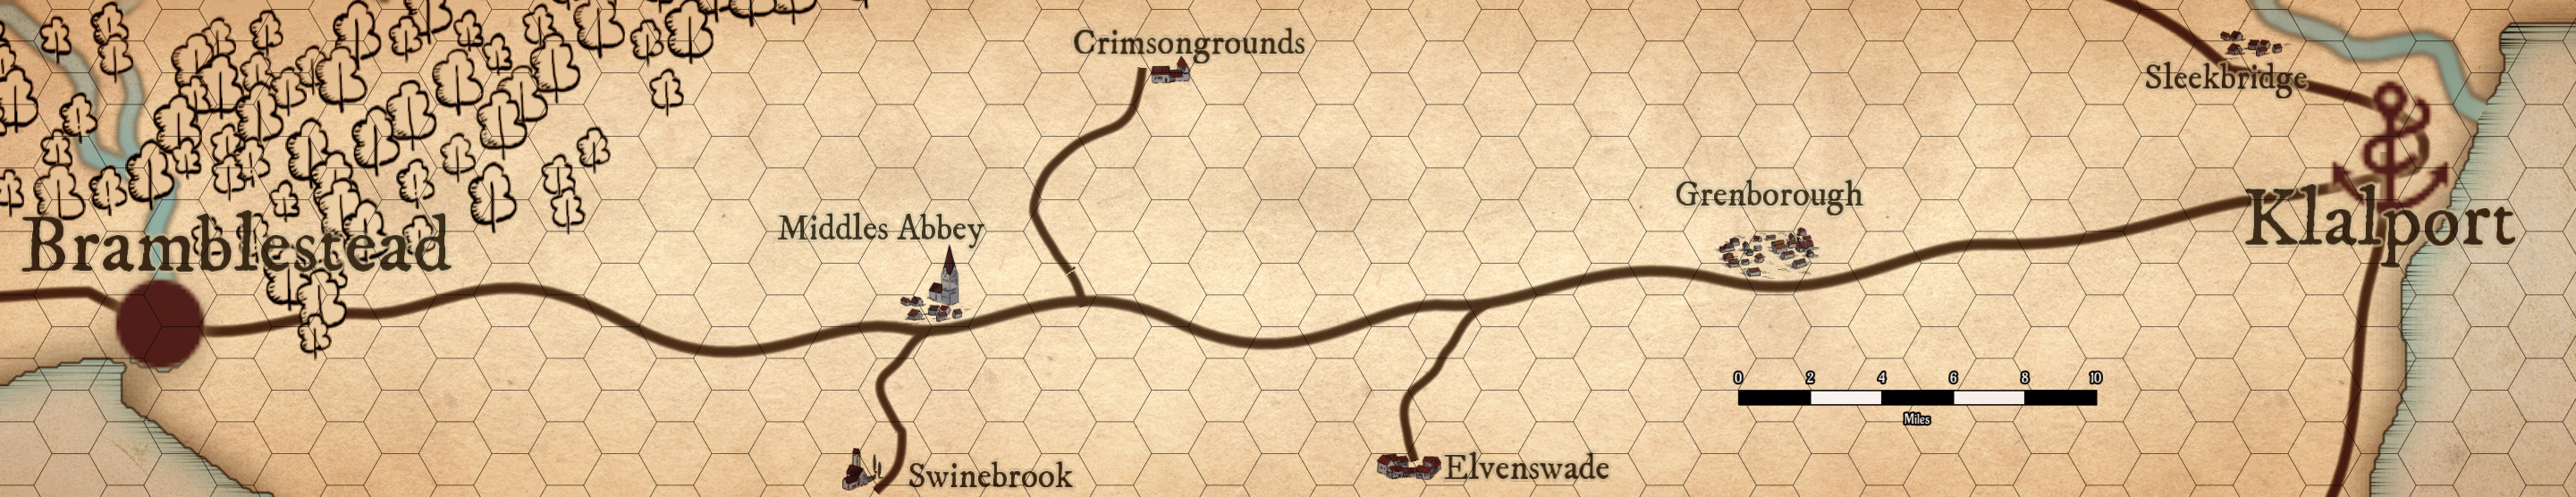 Crimsongrounds
Sleekbridge
Grenborough
Middles Abbey
Klalport
Bramblestead
0 2 4 6 8 10
Miles
Swinebrook
Elvenswade